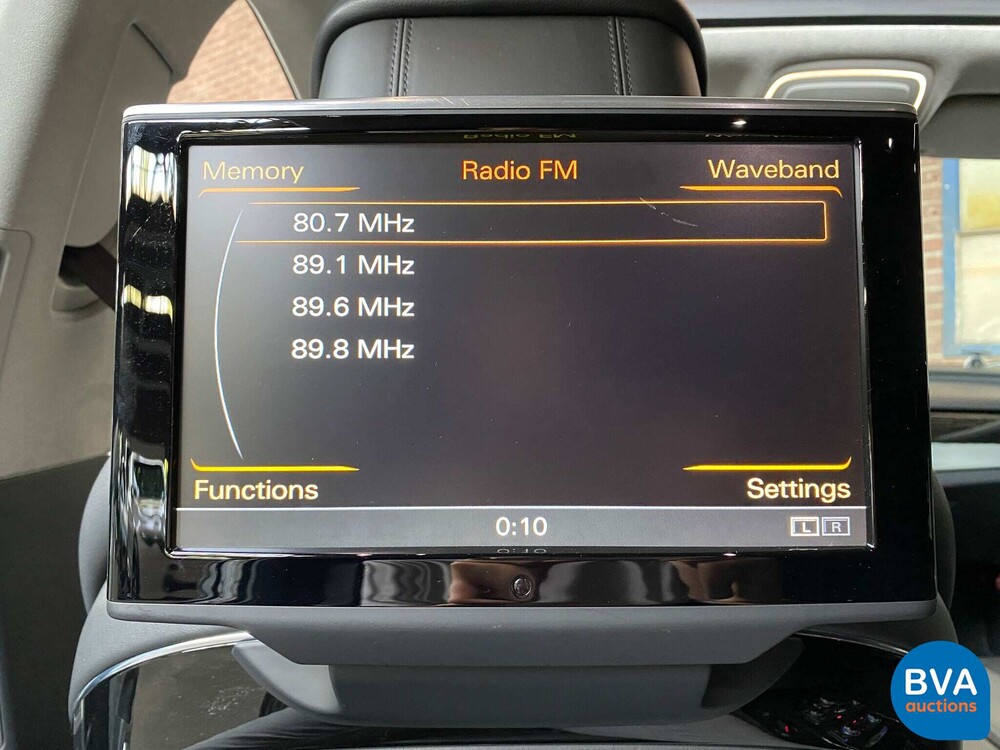 Memory Radio FM Waveband
80.7 MHz
89.1 MHz
89.6 MHz
89.8 MHz
Functions Settings
0:10 L R
BVA
auctions